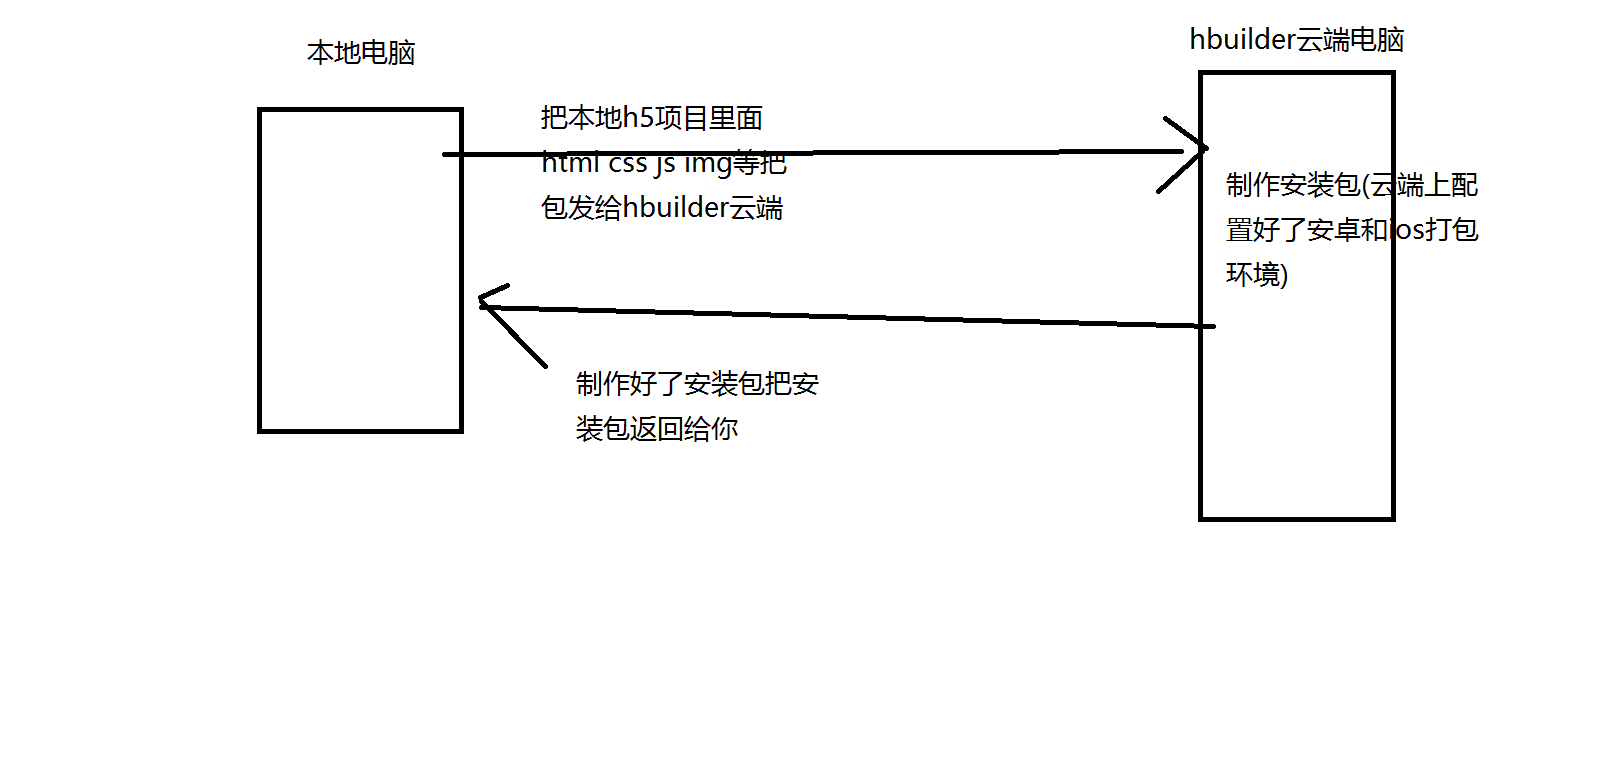 本地电脑
hbuilder云端电脑
把本地h5项目里面
html css js img等把
包发给hbuilder云端
制作安装包(云端上配
置好了安卓和ios打包
环境)
制作好了安装包把安
装包返回给你